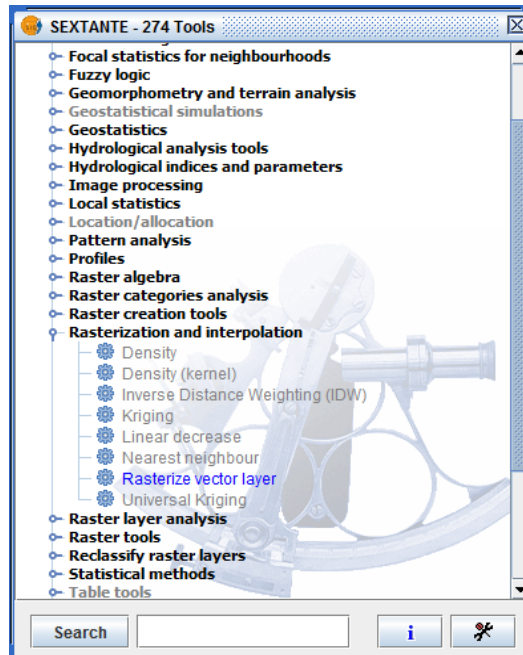 SEXTANTE - 274 Tools
Focal statistics for neighbourhoods
Fuzzy logic
Geomorphometry and terrain analysis
Geostatistical simulations
Geostatistics
Hydrological analysis tools
Hydrological indices and parameters
Image processing
Local statistics
Location/allocation
Pattern analysis
Profiles
Raster algebra
Raster categories analysis
Raster creation tools
Rasterization and interpolation
Density
Density (kernel)
Inverse Distance Weighting (IDW)
Kriging
Linear decrease
Nearest neighbour
Rasterize vector layer
Universal Kriging
Raster layer analysis
Raster tools
Reclassify raster layers
Statistical methods
Table tools
Search i